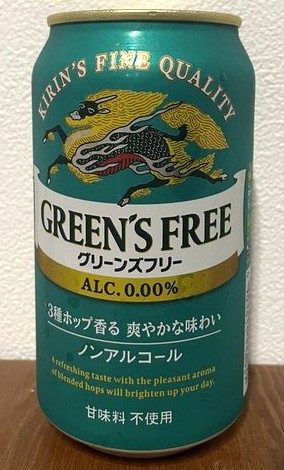 KIRIN'S FINE QUALITY
GREEN'S FREE
グリーンズフリー
ALC. 0.00%
3種ホップ香る 爽やかな味わい
ノンアルコール
A refreshing taste with the pleasant aroma
of blended hops will brighten up your day.
甘味料 不使用